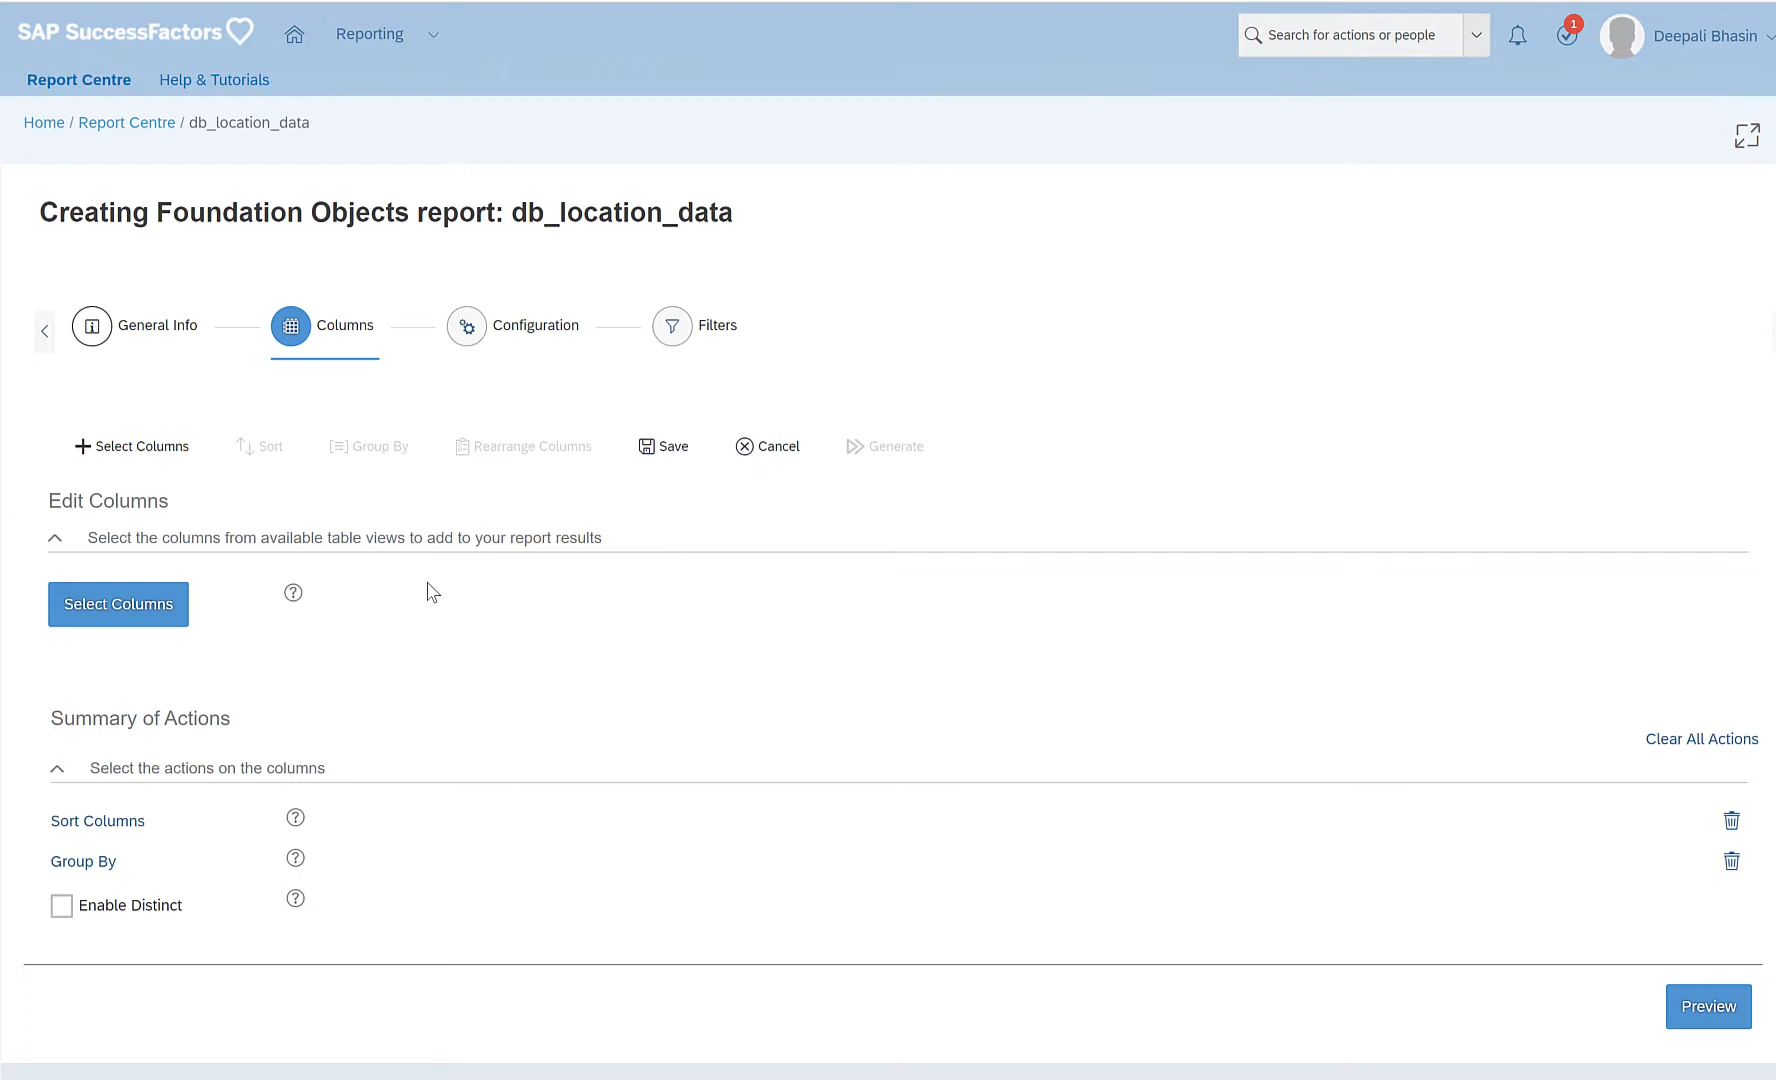 SAP SuccessFactors
Reporting
Search for actions or people
1
Deepali Bhasin
Report Centre
Help & Tutorials
Home / Report Centre / db_location_data
Creating Foundation Objects report: db_location_data
General Info
Columns
Configuration
Filters
Select Columns
Sort
Group By
Rearrange Columns
Save
Cancel
Generate
Edit Columns
Select the columns from available table views to add to your report results
Select Columns
?
Summary of Actions
Clear All Actions
Select the actions on the columns
Sort Columns
?
Group By
?
Enable Distinct
?
Preview